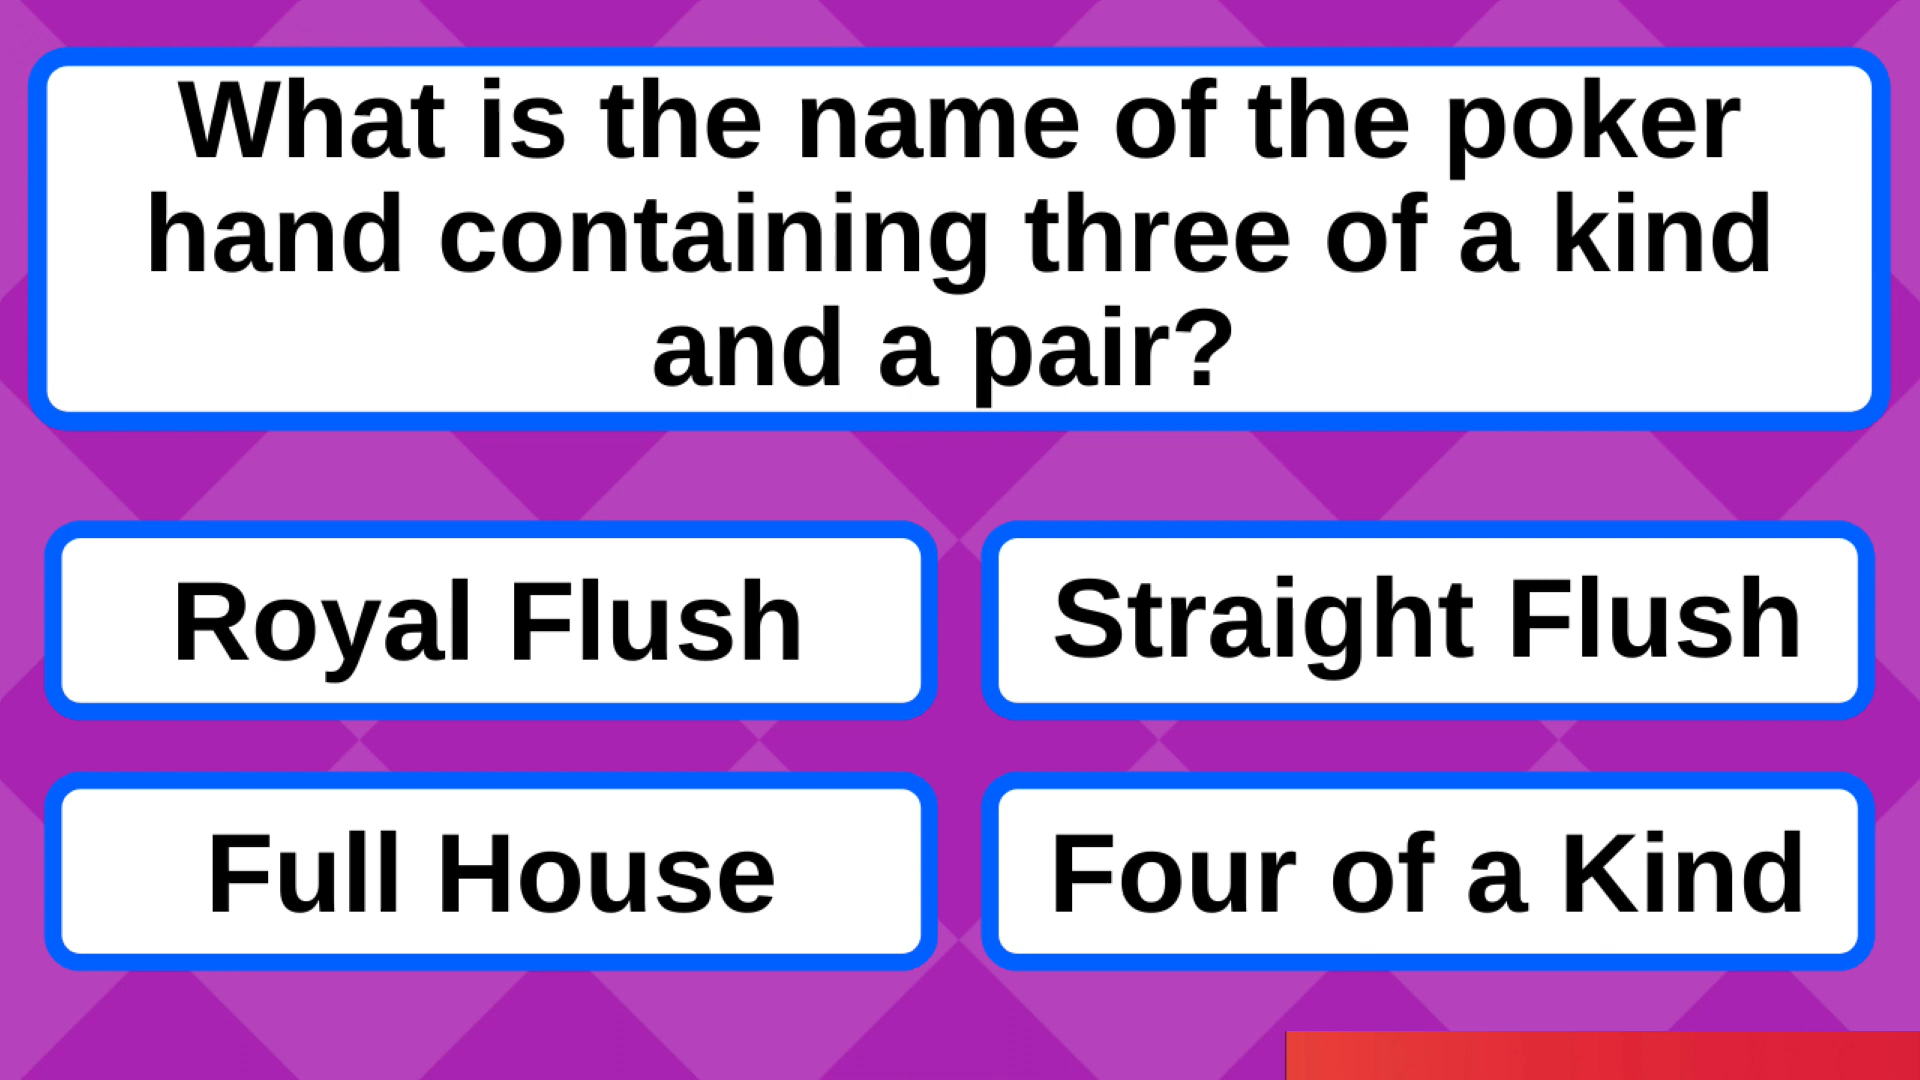 What is the name of the poker
hand containing three of a kind
and a pair?
Royal Flush
Straight Flush
Full House
Four of a Kind